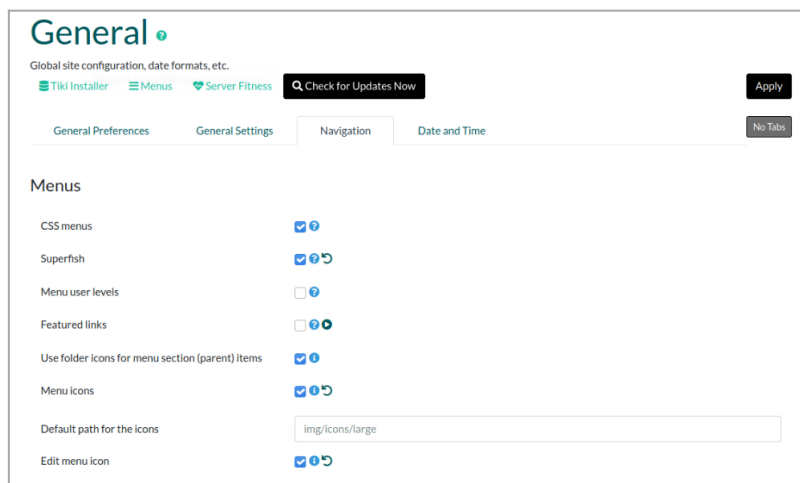 General
Global site configuration, date formats, etc.
Tiki Installer Menus Server Fitness Check for Updates Now Apply
General Preferences General Settings Navigation Date and Time No Tabs
Menus
CSS menus
Superfish
Menu user levels
Featured links
Use folder icons for menu section (parent) items
Menu icons
Default path for the icons img/icons/large
Edit menu icon